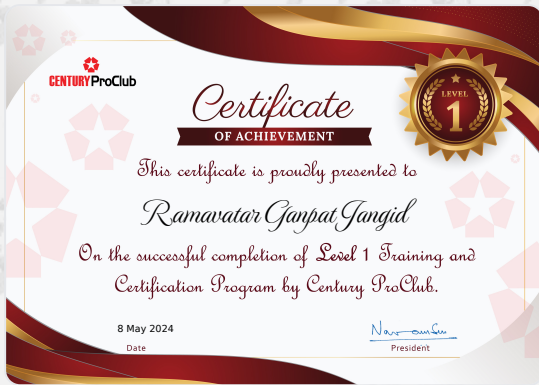 CENTURY ProClub
Certificate
OF ACHIEVEMENT
LEVEL
1
This certificate is proudly presented to
Ramavatar Ganpat Jangid
On the successful completion of Level 1 Training and
Certification Program by Century ProClub.
8 May 2024
Date
President